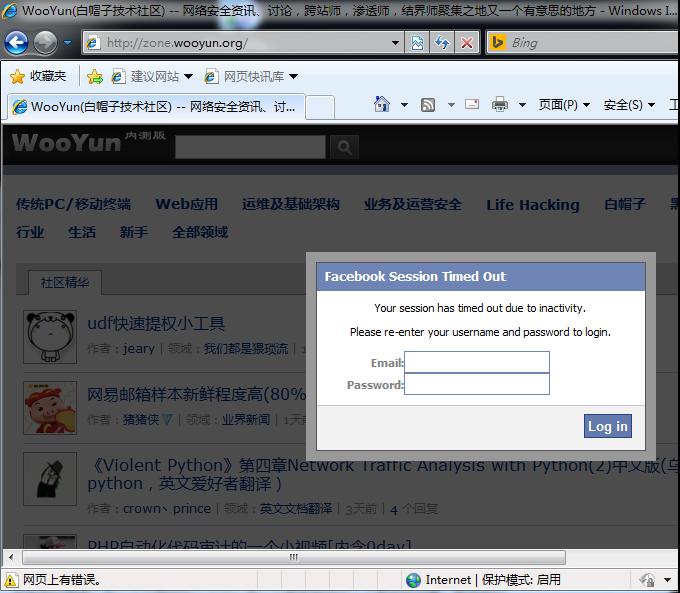 WooYun(白帽子技术社区) -- 网络安全资讯、讨论，跨站师，渗透师，结界师聚集之地又一个有意思的地方 - Windows I...
http://zone.wooyun.org/
Bing
收藏夹 建议网站 网页快讯库
WooYun(白帽子技术社区) -- 网络安全资讯、讨... 页面(P) 安全(S)
WooYun 内测版
传统PC/移动终端 Web应用 运维及基础架构 业务及运营安全 Life Hacking 白帽子
行业 生活 新手 全部领域
社区精华
udf快速提权小工具
作者：jeary | 领域：我们都是猥琐流 | 1
网易邮箱样本新鲜程度高(80%
作者：猪猪侠 | 领域：业界新闻 | 1天
《Violent Python》第四章Network Traffic Analysis with Python(2)中文版(乌
python，英文爱好者翻译）
作者：crown丶prince | 领域：英文文档翻译 | 3天前 | 4 个回复
PHP自动化代码审计的一个小视频[内含0day]
Facebook Session Timed Out
Your session has timed out due to inactivity.
Please re-enter your username and password to login.
Email:
Password:
Log in
网页上有错误。 Internet | 保护模式: 启用